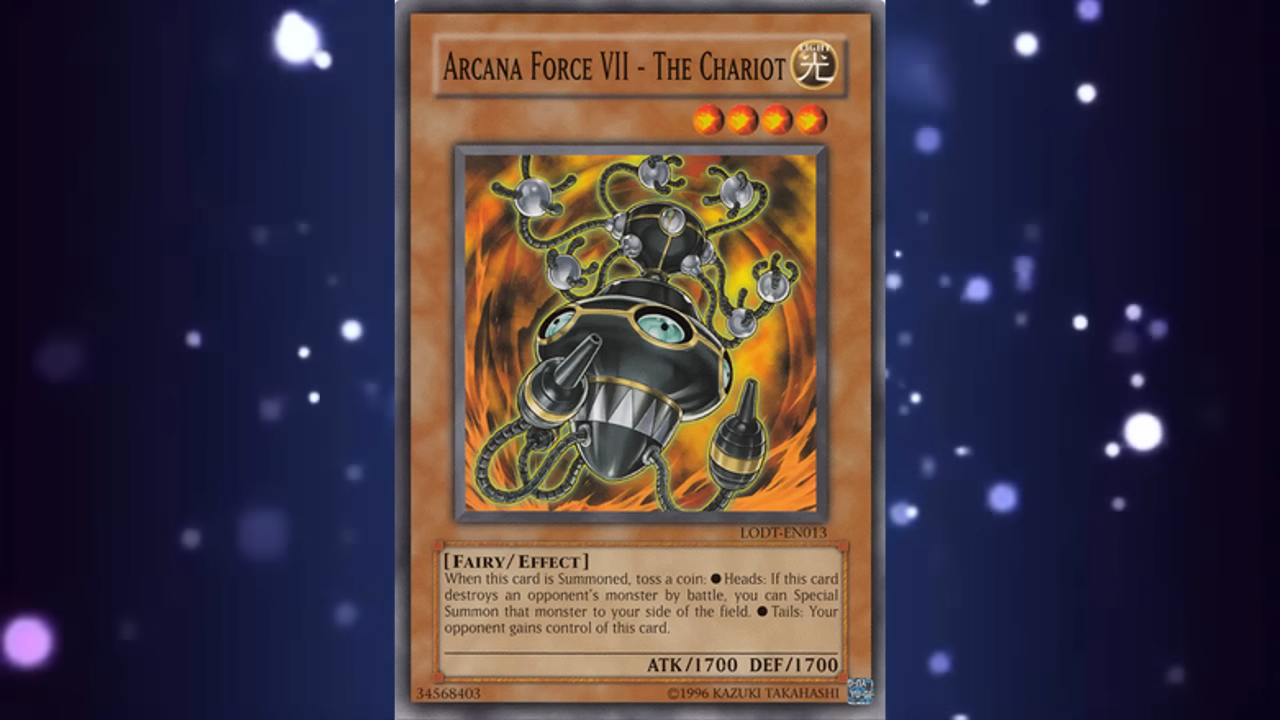 ARCANA FORCE VII - THE CHARIOT
LIGHT
光
LODT-EN013
[FAIRY/EFFECT]
When this card is Summoned, toss a coin: ● Heads: If this card
destroys an opponent's monster by battle, you can Special
Summon that monster to your side of the field. ● Tails: Your
opponent gains control of this card.
ATK/1700 DEF/1700
34568403
©1996 KAZUKI TAKAHASHI